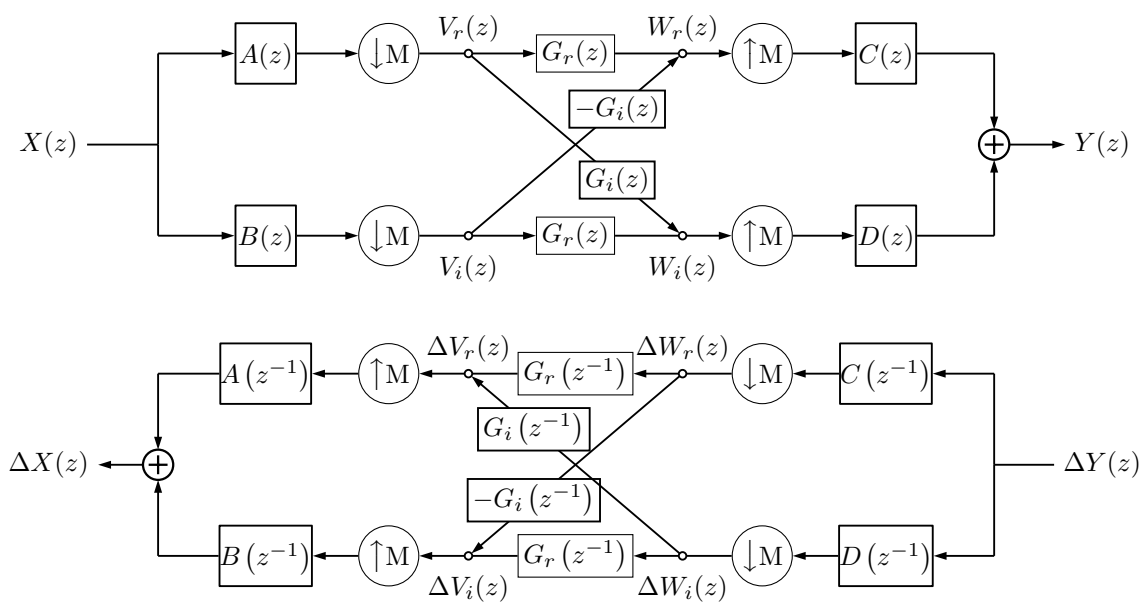 V_r(z) W_r(z)
A(z) ↓M G_r(z) ↑M C(z)
−G_i(z)
X(z) Y(z)
G_i(z)
B(z) ↓M G_r(z) ↑M D(z)
V_i(z) W_i(z)
ΔV_r(z) ΔW_r(z)
A(z⁻¹) ↑M G_r(z⁻¹) ↓M C(z⁻¹)
G_i(z⁻¹)
ΔX(z) ΔY(z)
−G_i(z⁻¹)
B(z⁻¹) ↑M G_r(z⁻¹) ↓M D(z⁻¹)
ΔV_i(z) ΔW_i(z)